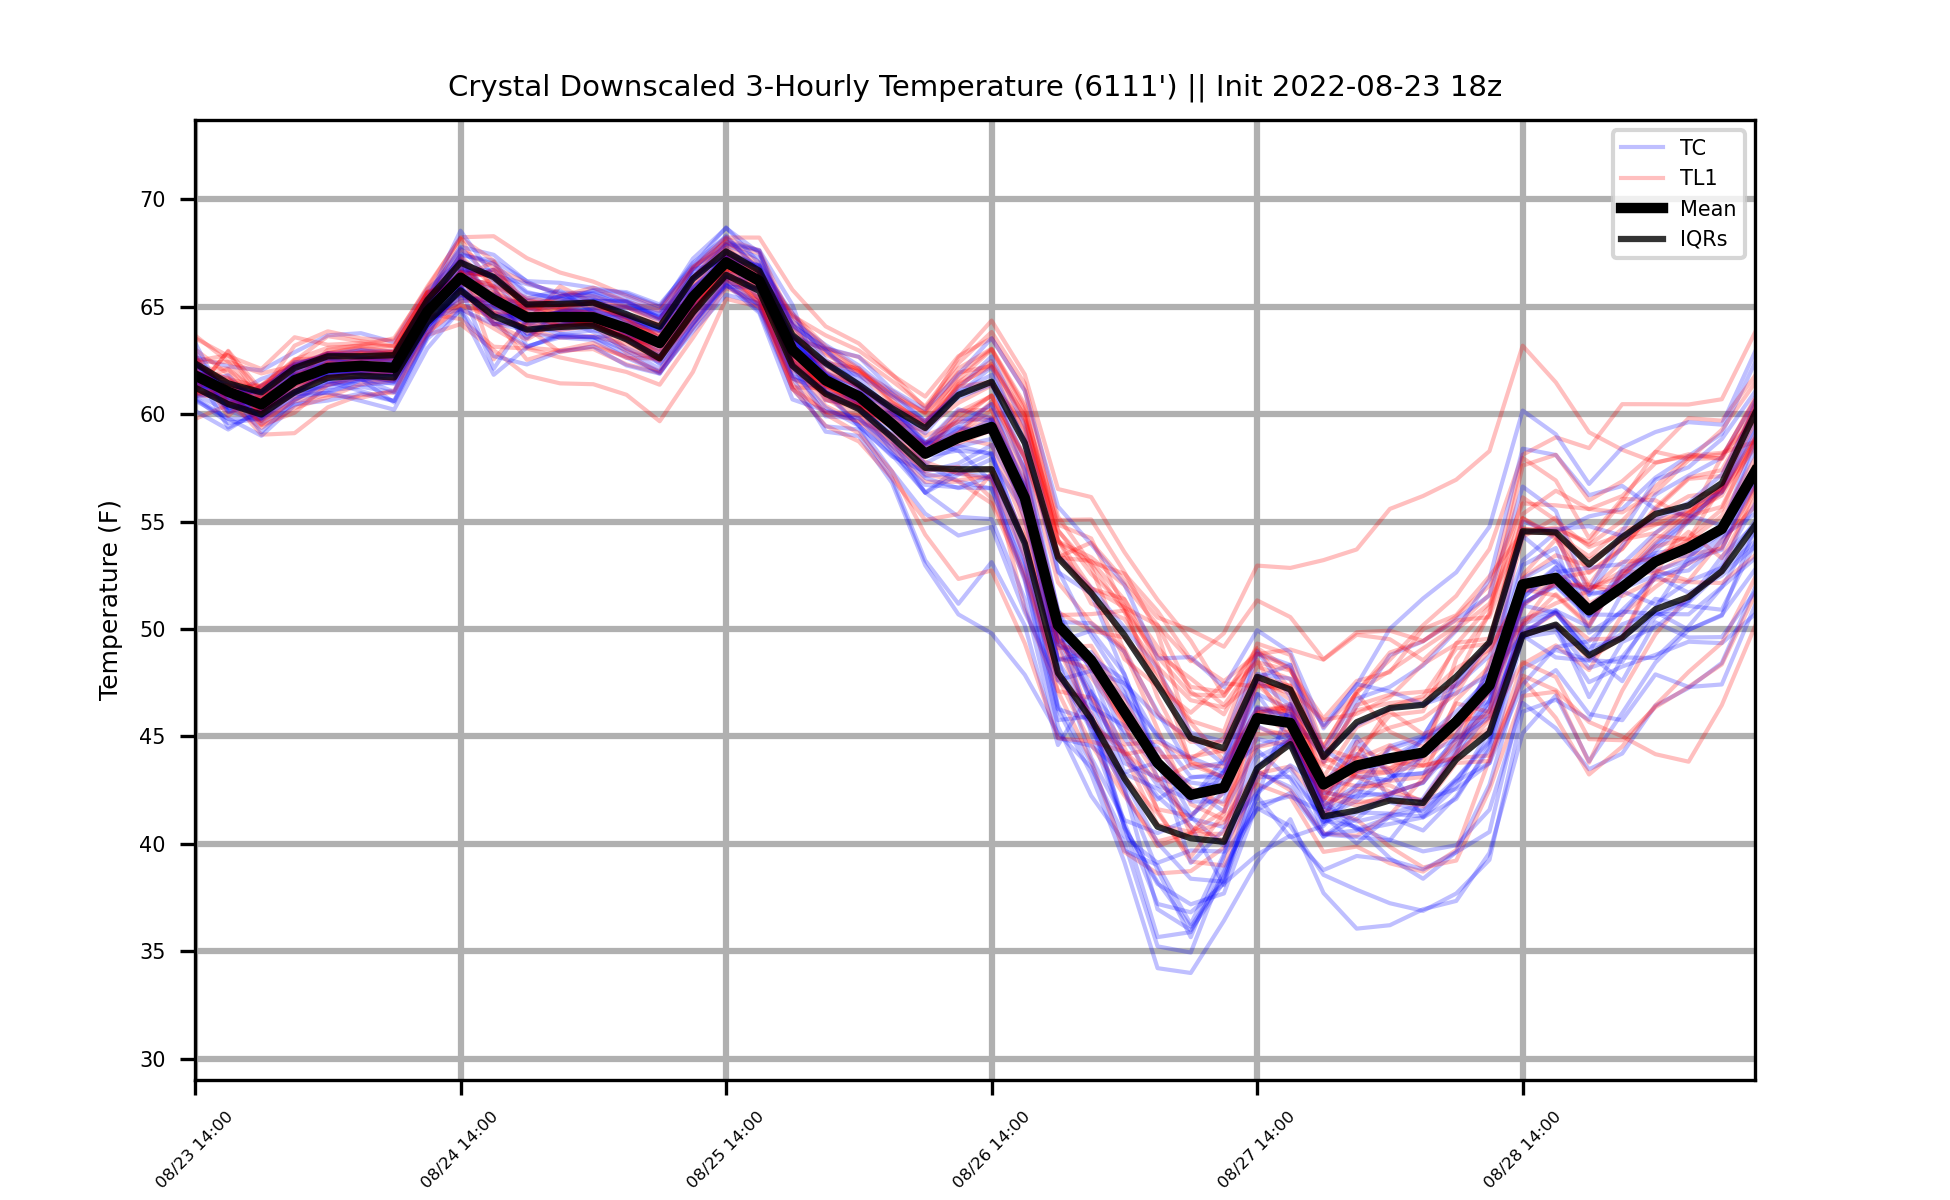 Crystal Downscaled 3-Hourly Temperature (6111') || Init 2022-08-23 18z
TC
TL1
Mean
IQRs
Temperature (F)
70
65
60
55
50
45
40
35
30
08/23 14:00
08/24 14:00
08/25 14:00
08/26 14:00
08/27 14:00
08/28 14:00